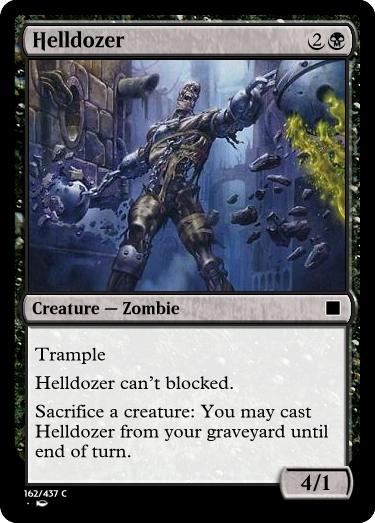 Helldozer 2
Creature — Zombie
Trample
Helldozer can't blocked.
Sacrifice a creature: You may cast
Helldozer from your graveyard until
end of turn.
4/1
162/437 C